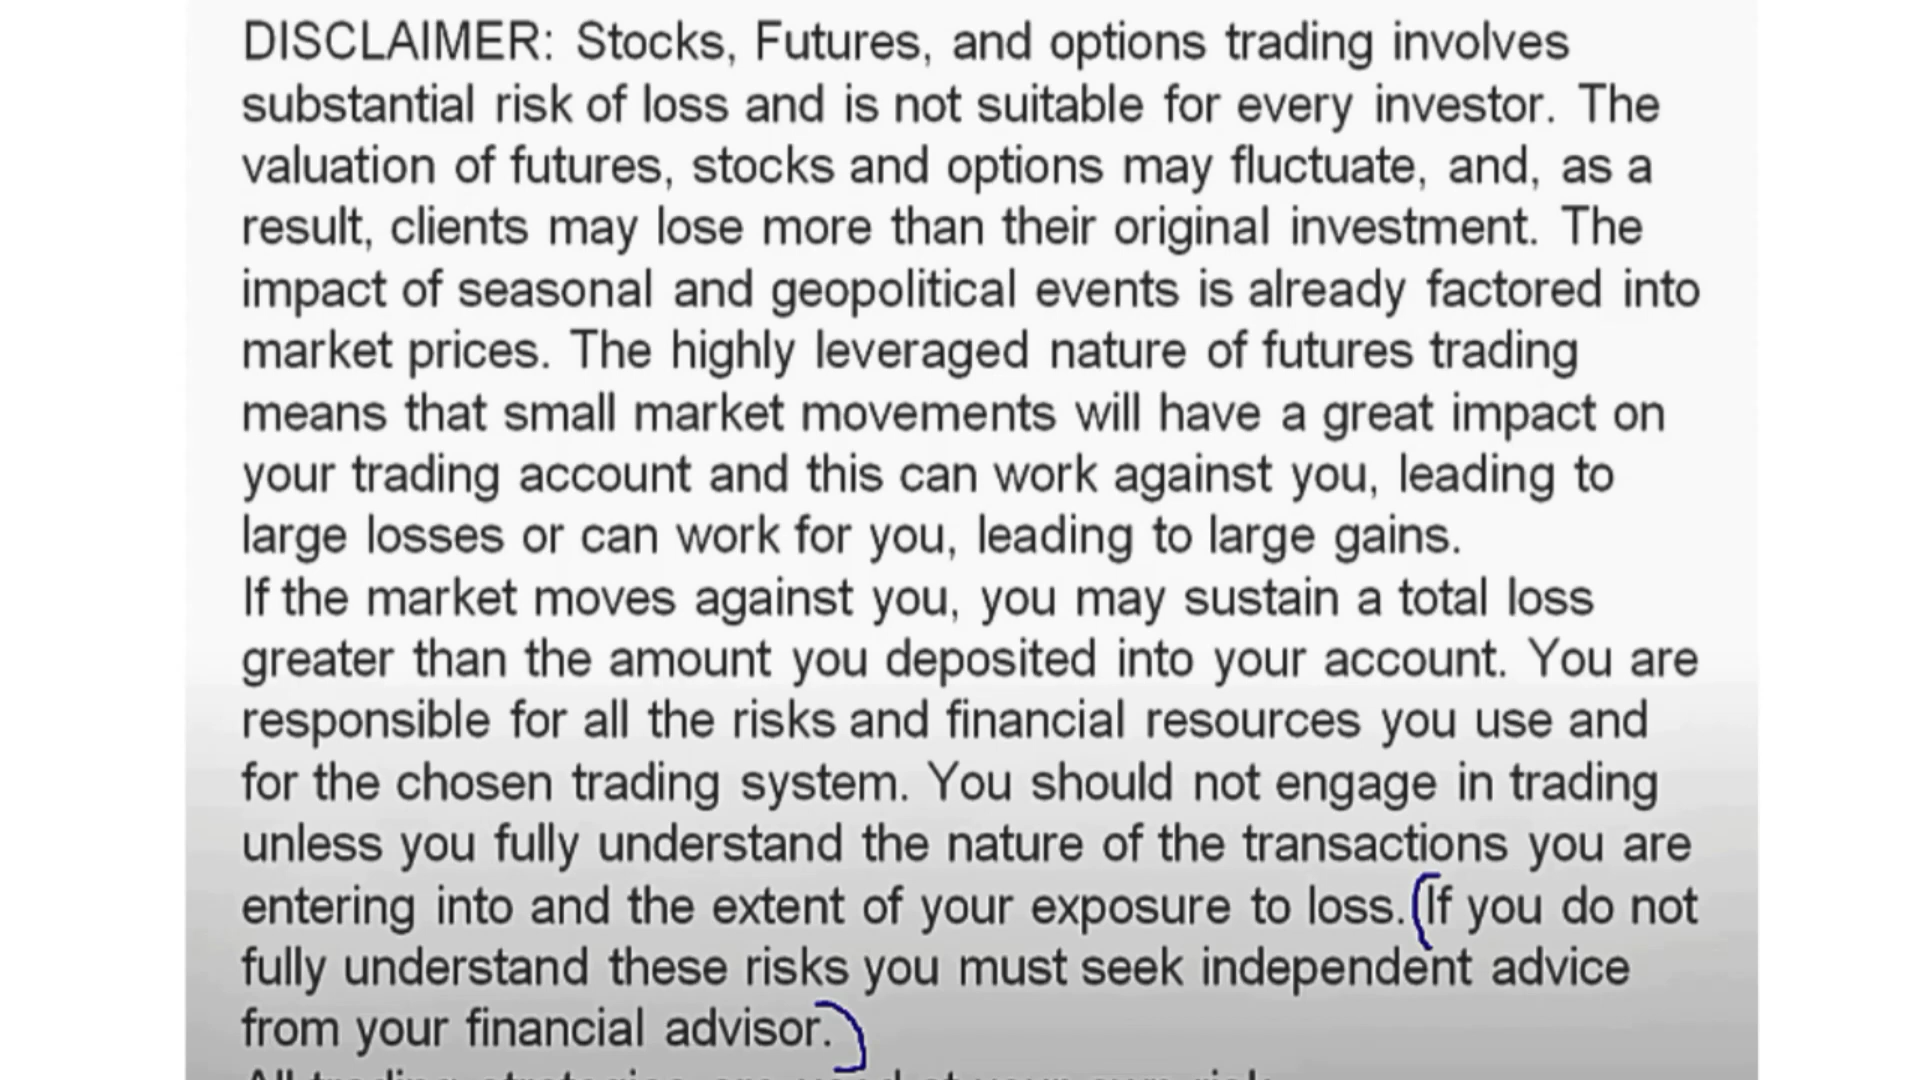 DISCLAIMER: Stocks, Futures, and options trading involves
substantial risk of loss and is not suitable for every investor. The
valuation of futures, stocks and options may fluctuate, and, as a
result, clients may lose more than their original investment. The
impact of seasonal and geopolitical events is already factored into
market prices. The highly leveraged nature of futures trading
means that small market movements will have a great impact on
your trading account and this can work against you, leading to
large losses or can work for you, leading to large gains.
If the market moves against you, you may sustain a total loss
greater than the amount you deposited into your account. You are
responsible for all the risks and financial resources you use and
for the chosen trading system. You should not engage in trading
unless you fully understand the nature of the transactions you are
entering into and the extent of your exposure to loss. (If you do not
fully understand these risks you must seek independent advice
from your financial advisor.)
All trading strategies are used at your own risk